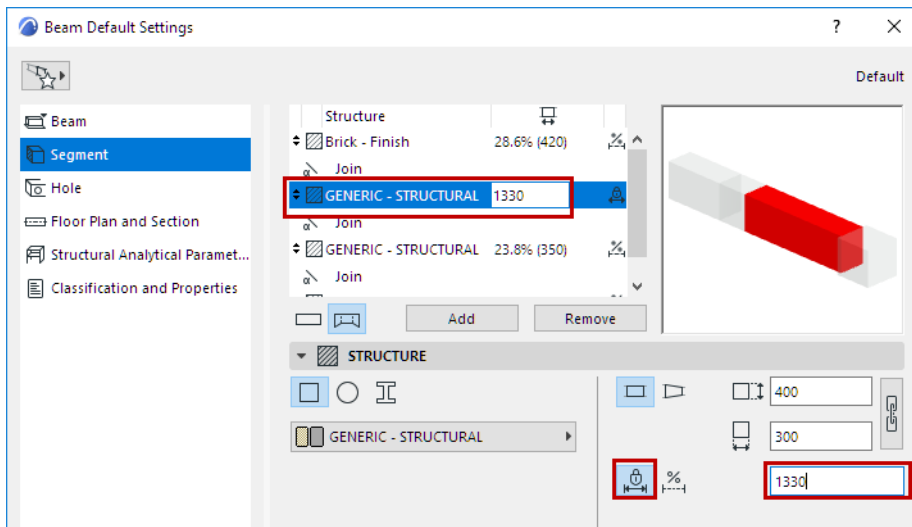 Beam Default Settings ? ×
Default
Beam
Segment
Hole
Floor Plan and Section
Structural Analytical Paramet...
Classification and Properties
Structure
Brick - Finish 28.6% (420) %
Join
GENERIC - STRUCTURAL 1330
Join
GENERIC - STRUCTURAL 23.8% (350) %
Join
Add Remove
STRUCTURE
400
GENERIC - STRUCTURAL
300
% 1330